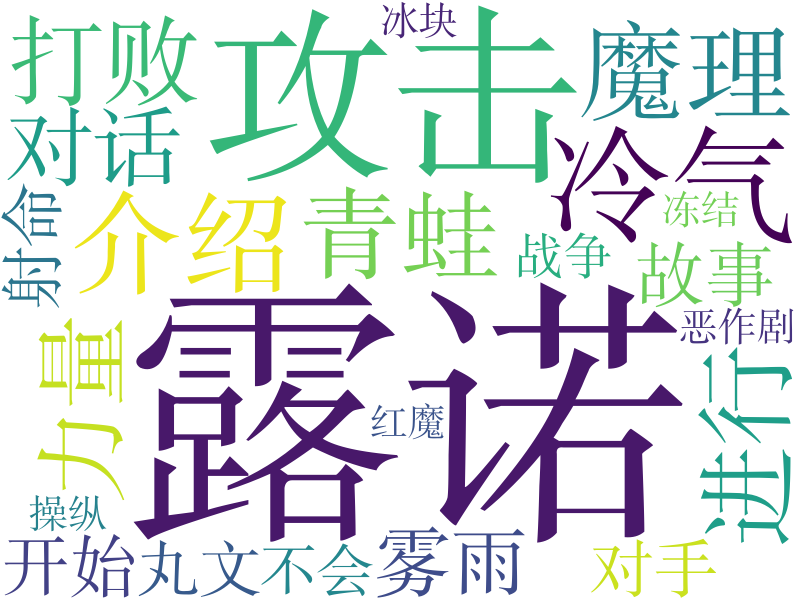 冰块
打败
攻击
魔理
对话
冷气
射命
介绍
青蛙
冻结
战争
故事
露诺
恶作剧
力量
红魔
进行
操纵
开始
丸文
不会
雾雨
对手